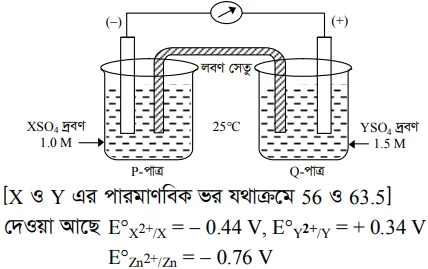 (–) (+)
লবণ সেতু
XSO₄ দ্রবণ 25°C YSO₄ দ্রবণ
1.0 M 1.5 M
P-পাত্র Q-পাত্র
[X ও Y এর পারমাণবিক ভর যথাক্রমে 56 ও 63.5]
দেওয়া আছে E°X²⁺/X = – 0.44 V, E°Y²⁺/Y = + 0.34 V
E°Zn²⁺/Zn = – 0.76 V